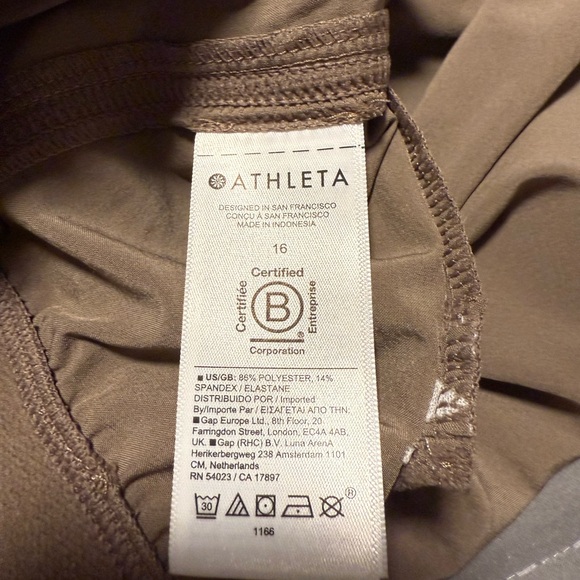 ATHLETA
DESIGNED IN SAN FRANCISCO
CONÇU À SAN FRANCISCO
MADE IN INDONESIA
16
Certified
Certifiée
B
Entreprise
®
Corporation
■ US/GB: 86% POLYESTER, 14%
SPANDEX / ELASTANE
DISTRIBUIDO POR / Imported
By/Importe Par / ΕΙΣΑΓΕΤΑΙ ΑΠΟ ΤΗΝ:
■ Gap Europe Ltd., 8th Floor, 20
Farringdon Street, London, EC4A 4AB,
UK. ■ Gap (RHC) B.V. Luna ArenA
Herikerbergweg 238 Amsterdam 1101
CM, Netherlands
RN 54023 / CA 17897
30
H
1166